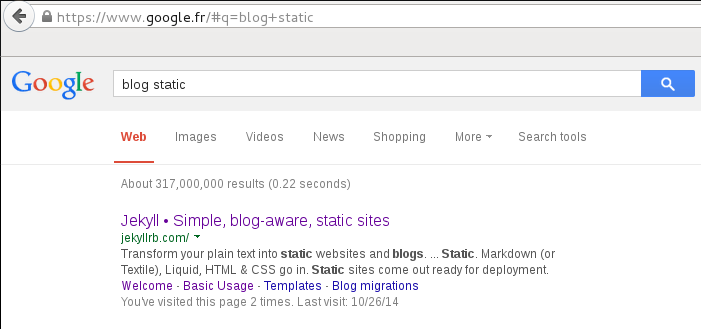 https://www.google.fr/#q=blog+static
Google blog static
Web Images Videos News Shopping More Search tools
About 317,000,000 results (0.22 seconds)
Jekyll • Simple, blog-aware, static sites
jekyllrb.com/
Transform your plain text into static websites and blogs. ... Static. Markdown (or
Textile), Liquid, HTML & CSS go in. Static sites come out ready for deployment.
Welcome - Basic Usage - Templates - Blog migrations
You've visited this page 2 times. Last visit: 10/26/14